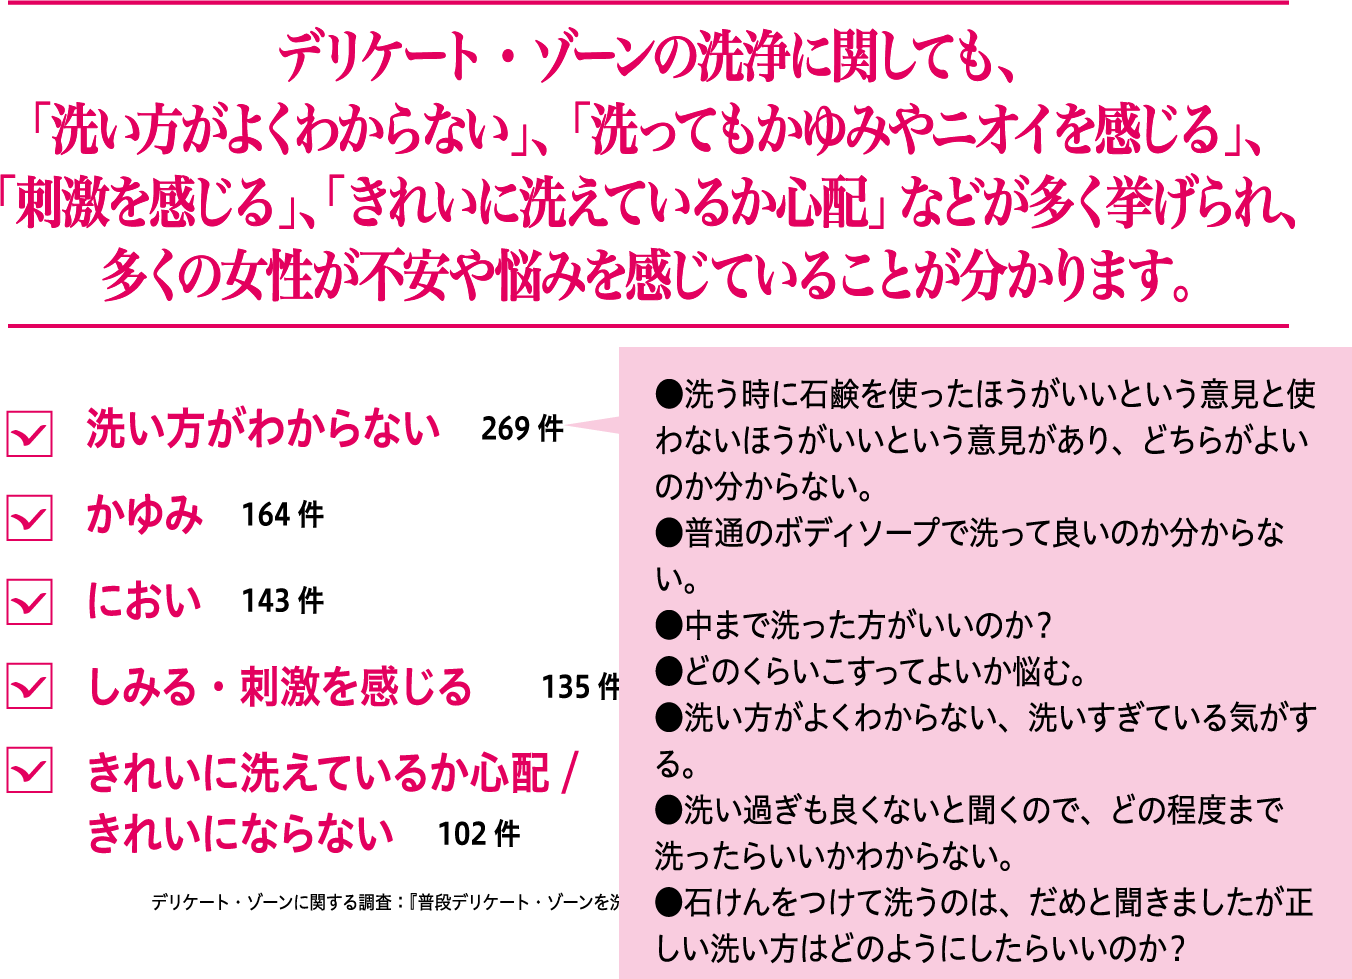 デリケート・ゾーンの洗浄に関しても、
「洗い方がよくわからない」、「洗ってもかゆみやニオイを感じる」、
「刺激を感じる」、「きれいに洗えているか心配」などが多く挙げられ、
多くの女性が不安や悩みを感じていることが分かります。
洗い方がわからない 269 件
かゆみ 164 件
におい 143 件
しみる・刺激を感じる 135 件
きれいに洗えているか心配 /
きれいにならない 102 件
デリケート・ゾーンに関する調査：『普段デリケート・ゾーンを洗
●洗う時に石鹸を使ったほうがいいという意見と使
わないほうがいいという意見があり、どちらがよい
のか分からない。
●普通のボディソープで洗って良いのか分からな
い。
●中まで洗った方がいいのか？
●どのくらいこすってよいか悩む。
●洗い方がよくわからない、洗いすぎている気がす
る。
●洗い過ぎも良くないと聞くので、どの程度まで
洗ったらいいかわからない。
●石けんをつけて洗うのは、だめと聞きましたが正
しい洗い方はどのようにしたらいいのか？